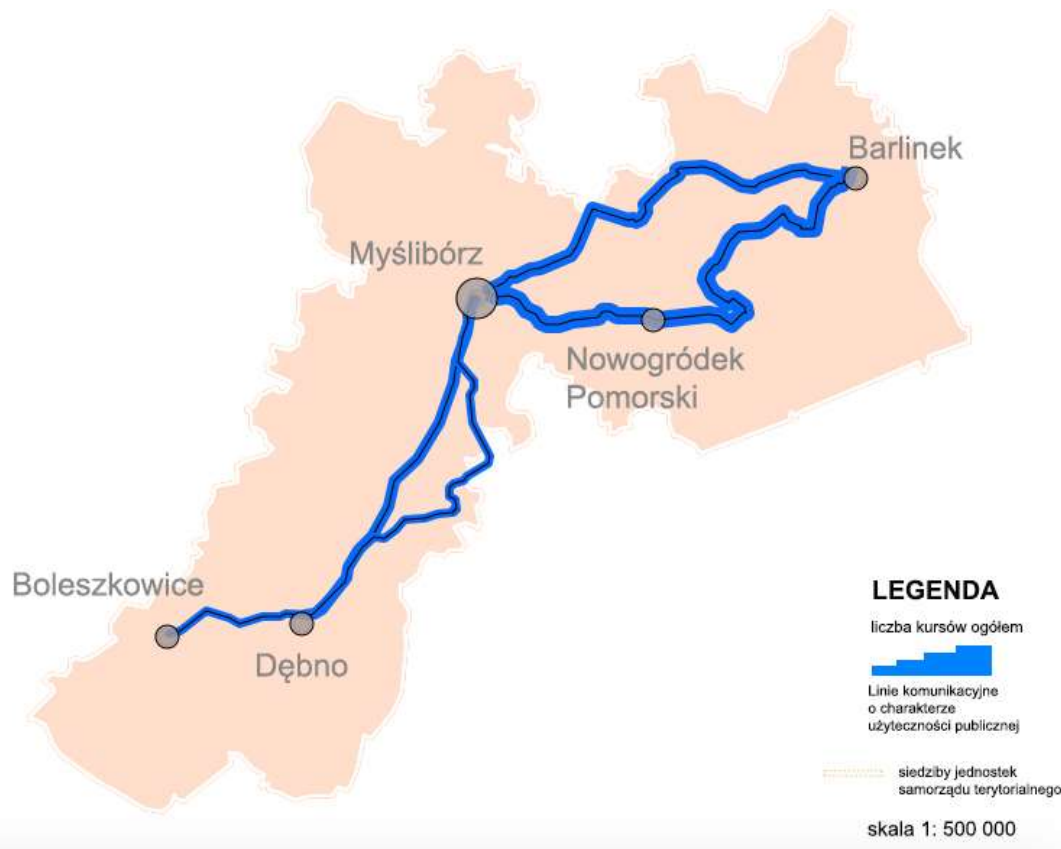 Barlinek
Myślibórz
Nowogródek
Pomorski
Boleszkowice
Dębno
LEGENDA
liczba kursów ogółem
Linie komunikacyjne
o charakterze
użyteczności publicznej
siedziby jednostek
samorządu terytorialnego
skala 1: 500 000